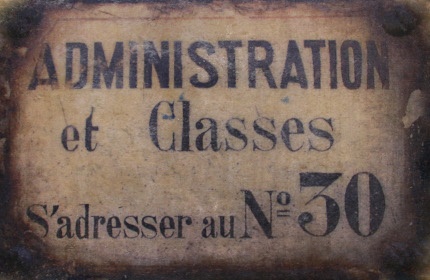 ADMINISTRATION
et Classes
S'adresser au Nº 30